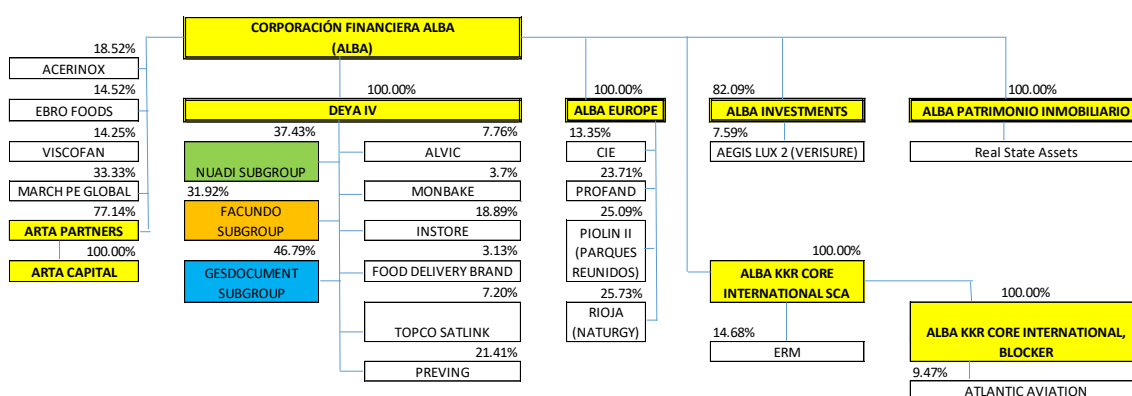 CORPORACIÓN FINANCIERA ALBA
(ALBA)
18.52%
ACERINOX
14.52%
EBRO FOODS
14.25%
VISCOFAN
33.33%
MARCH PE GLOBAL
77.14%
ARTA PARTNERS
100.00%
ARTA CAPITAL
100.00%
DEYA IV
37.43%
NUADI SUBGROUP
31.92%
FACUNDO
SUBGROUP
46.79%
GESDOCUMENT
SUBGROUP
7.76%
ALVIC
3.7%
MONBAKE
18.89%
INSTORE
3.13%
FOOD DELIVERY BRAND
7.20%
TOPCO SATLINK
21.41%
PREVING
100.00%
ALBA EUROPE
13.35%
CIE
23.71%
PROFAND
25.09%
PIOLIN II
(PARQUES
REUNIDOS)
25.73%
RIOJA
(NATURGY)
82.09%
ALBA INVESTMENTS
7.59%
AEGIS LUX 2 (VERISURE)
100.00%
ALBA PATRIMONIO INMOBILIARIO
Real State Assets
100.00%
ALBA KKR CORE
INTERNATIONAL SCA
14.68%
ERM
100.00%
ALBA KKR CORE INTERNATIONAL,
BLOCKER
9.47%
ATLANTIC AVIATION